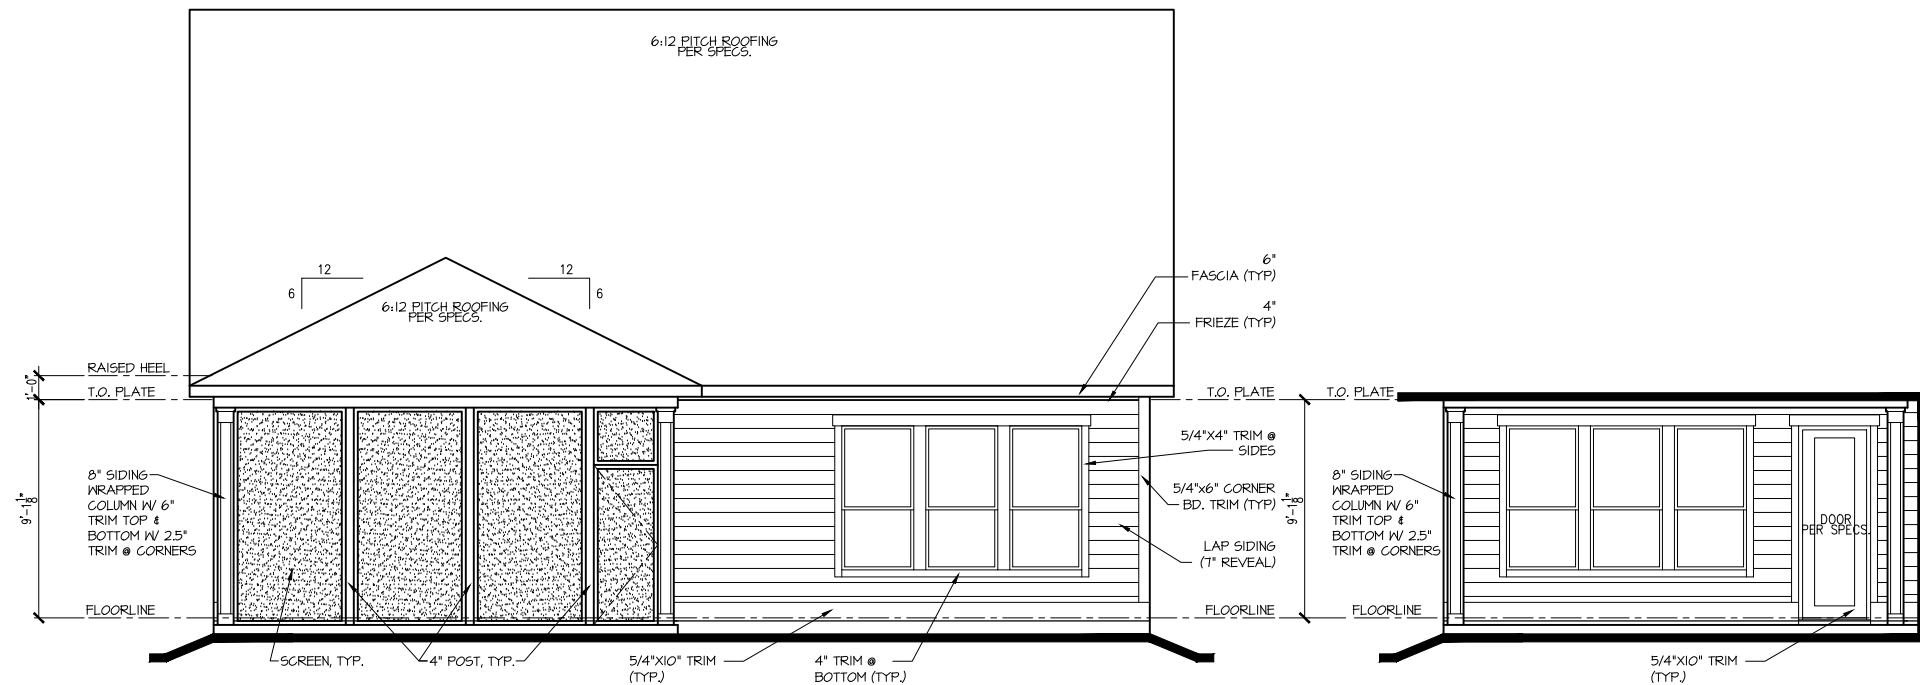 6:12 PITCH ROOFING
PER SPECS.
12
6
12
6
6:12 PITCH ROOFING
PER SPECS.
6"
FASCIA (TYP)
4"
FRIEZE (TYP)
RAISED HEEL
1'-0"
T.O. PLATE
T.O. PLATE
T.O. PLATE
5/4"X4" TRIM @
SIDES
8" SIDING
WRAPPED
COLUMN W/ 6"
TRIM TOP &
BOTTOM W/ 2.5"
TRIM @ CORNERS
9'-1 1/8"
5/4"x6" CORNER
BD. TRIM (TYP)
9'-1 1/8"
LAP SIDING
(7" REVEAL)
8" SIDING
WRAPPED
COLUMN W/ 6"
TRIM TOP &
BOTTOM W/ 2.5"
TRIM @ CORNERS
DOOR
PER SPECS.
FLOORLINE
FLOORLINE
FLOORLINE
SCREEN, TYP.
4" POST, TYP.
5/4"X10" TRIM
(TYP.)
4" TRIM @
BOTTOM (TYP.)
5/4"X10" TRIM
(TYP.)